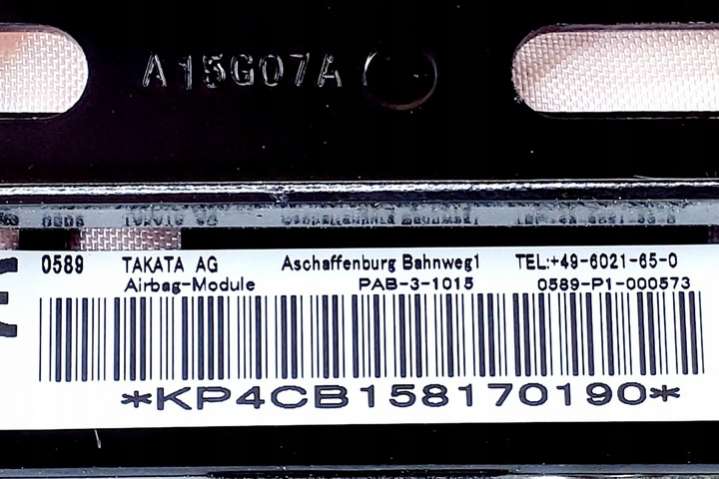 A15G07A
0589 TAKATA AG Aschaffenburg Bahnweg1 TEL:+49-6021-65-0
Airbag-Module PAB-3-1015 0589-P1-000573
*KP4CB158170190*